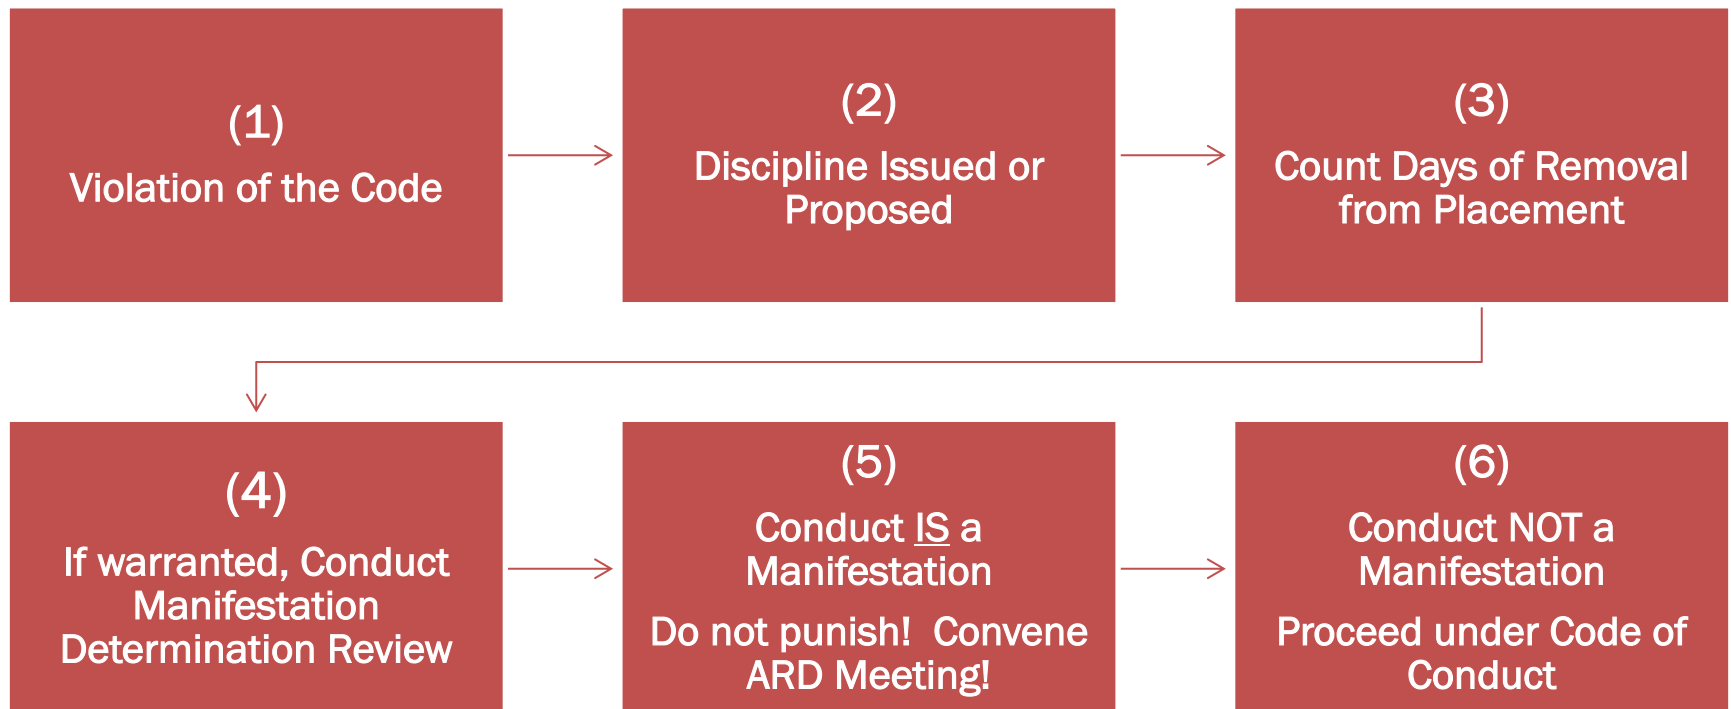 (1)
Violation of the Code
(2)
Discipline Issued or
Proposed
(3)
Count Days of Removal
from Placement
(4)
If warranted, Conduct
Manifestation
Determination Review
(5)
Conduct IS a
Manifestation
Do not punish!  Convene
ARD Meeting!
(6)
Conduct NOT a
Manifestation
Proceed under Code of
Conduct